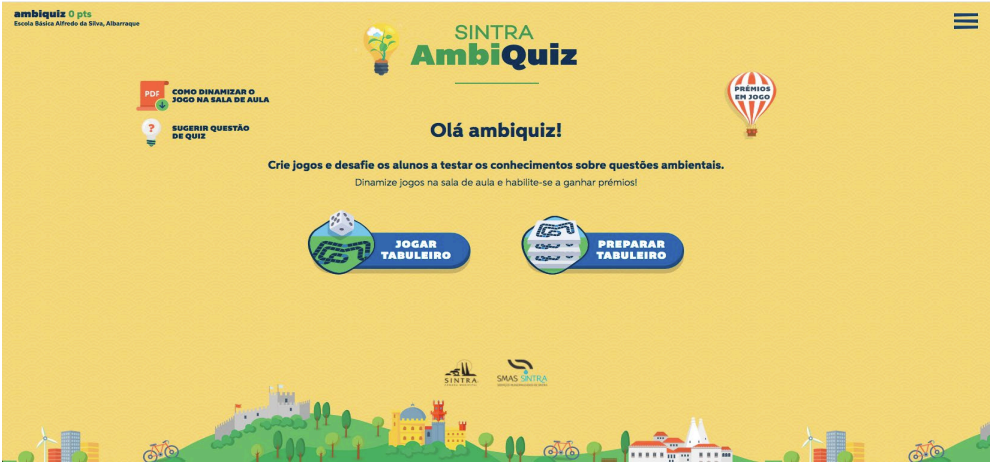 ambiquiz 0 pts
Escola Básica Alfredo da Silva, Albarraque
SINTRA
AmbiQuiz
PDF
COMO DINAMIZAR O
JOGO NA SALA DE AULA
PRÉMIOS
EM JOGO
?
SUGERIR QUESTÃO
DE QUIZ
Olá ambiquiz!
Crie jogos e desafie os alunos a testar os conhecimentos sobre questões ambientais.
Dinamize jogos na sala de aula e habilite-se a ganhar prémios!
JOGAR
TABULEIRO
PREPARAR
TABULEIRO
SINTRA
SMAS SINTRA